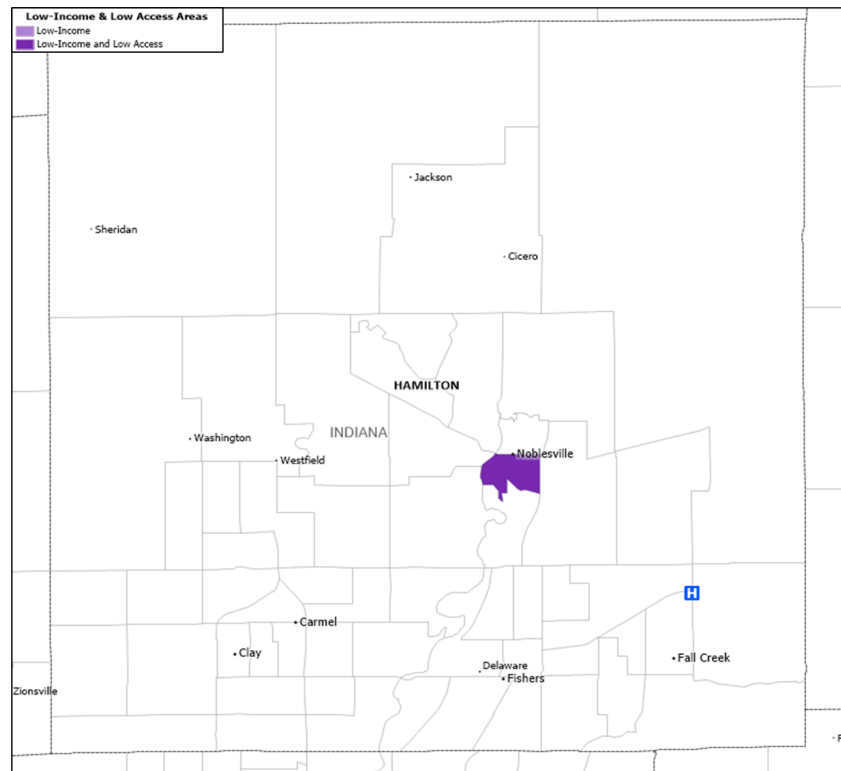 Low-Income & Low Access Areas
Low-Income
Low-Income and Low Access
Jackson
Sheridan
Cicero
HAMILTON
INDIANA
Washington
Noblesville
Westfield
H
Carmel
Clay
Fall Creek
Delaware
Fishers
Zionsville